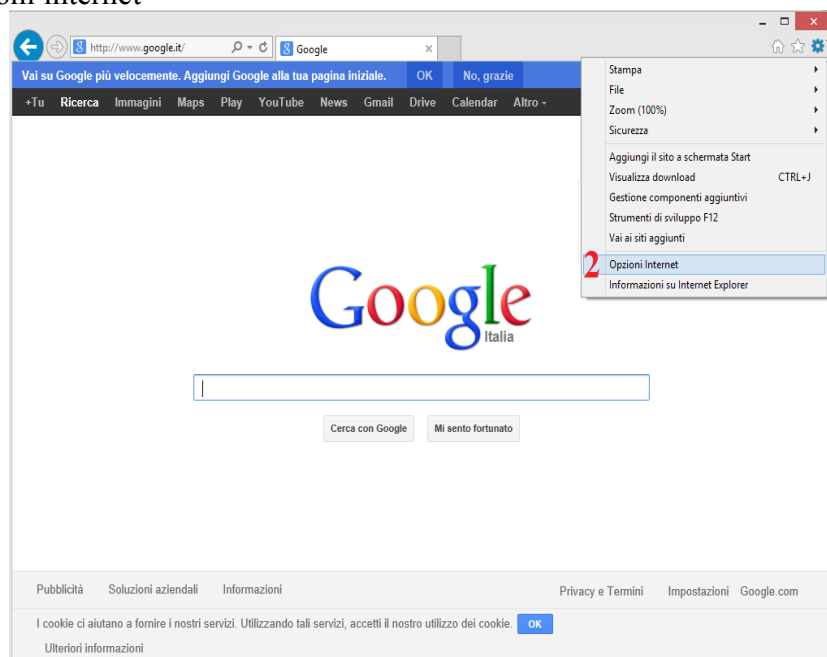 http://www.google.it/
Google
Vai su Google più velocemente. Aggiungi Google alla tua pagina iniziale. OK No, grazie
+Tu Ricerca Immagini Maps Play YouTube News Gmail Drive Calendar Altro
Stampa
File
Zoom (100%)
Sicurezza
Aggiungi il sito a schermata Start
Visualizza download CTRL+J
Gestione componenti aggiuntivi
Strumenti di sviluppo F12
Vai ai siti aggiunti
2 Opzioni Internet
Informazioni su Internet Explorer
Google
Italia
Cerca con Google Mi sento fortunato
Pubblicità Soluzioni aziendali Informazioni Privacy e Termini Impostazioni Google.com
I cookie ci aiutano a fornire i nostri servizi. Utilizzando tali servizi, accetti il nostro utilizzo dei cookie. OK
Ulteriori informazioni